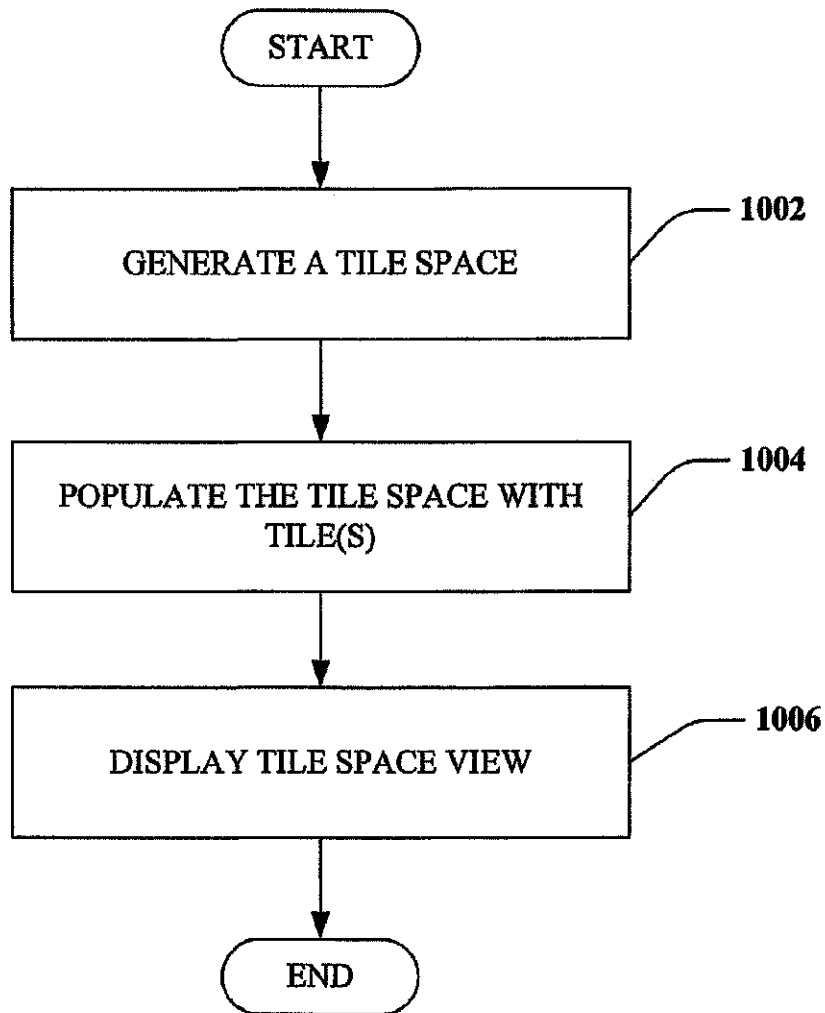 START
GENERATE A TILE SPACE
1002
POPULATE THE TILE SPACE WITH
TILE(S)
1004
DISPLAY TILE SPACE VIEW
1006
END